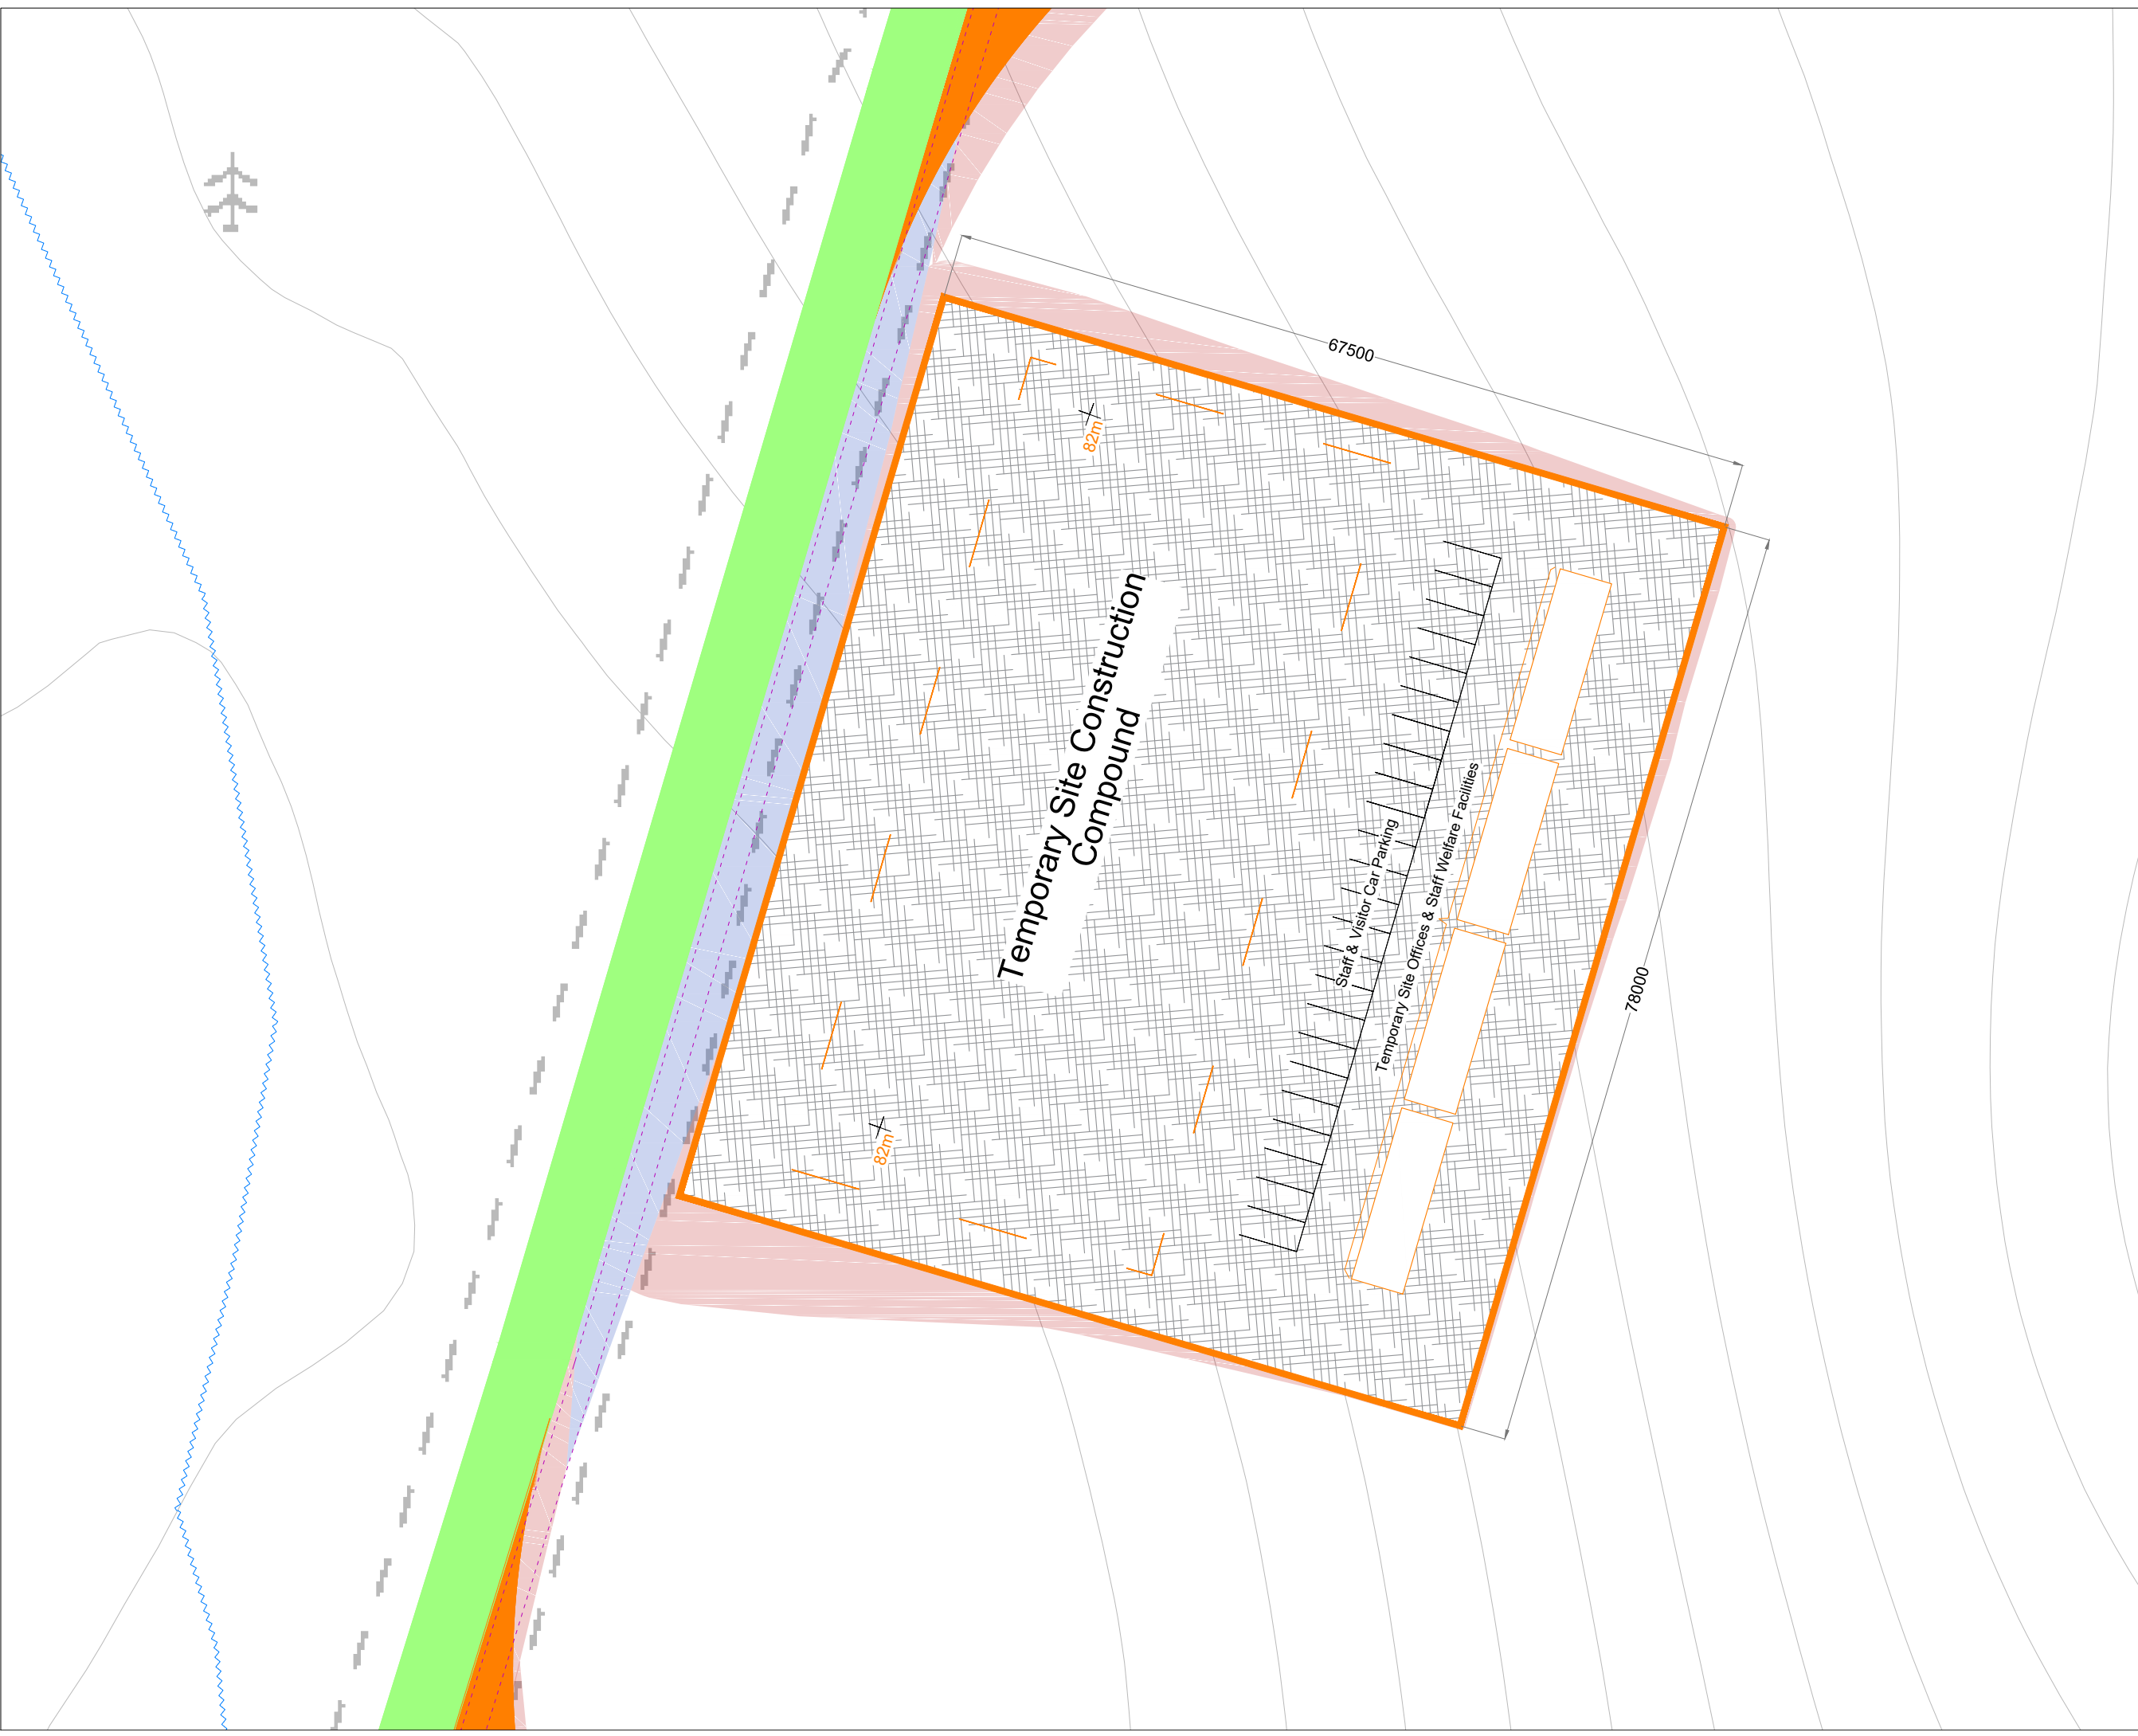 67500
82m
Temporary Site Construction
Compound
Staff & Visitor Car Parking
Temporary Site Offices & Staff Welfare Facilities
78000
82m